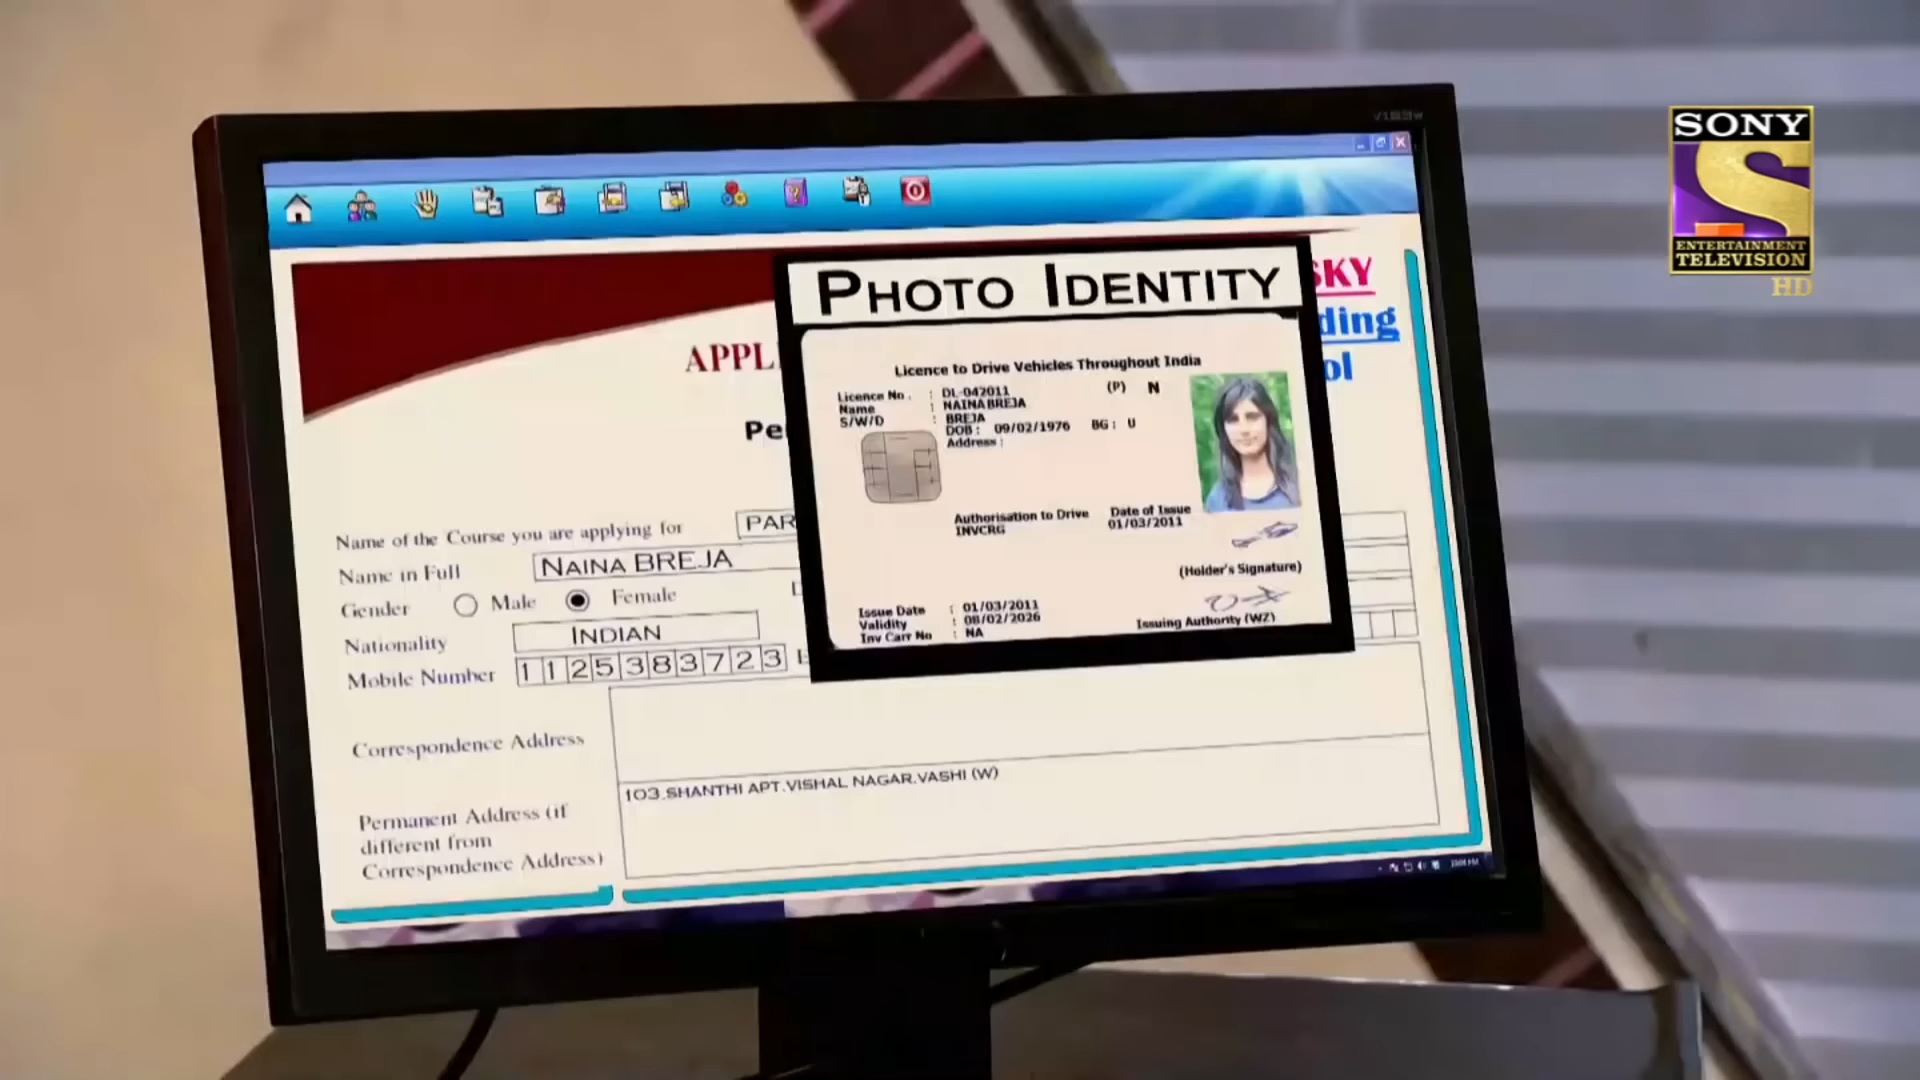 V193W
SONY
ENTERTAINMENT
TELEVISION
HD
SKY
ding
ol
APPL
Pe
PHOTO IDENTITY
Licence to Drive Vehicles Throughout India
Licence No. : DL-042011 (P) N
Name : NAINA BREJA
S/W/D : BREJA
DOB : 09/02/1976 BG : U
Address :
Authorisation to Drive Date of Issue
INVCRG 01/03/2011
(Holder's Signature)
Issue Date : 01/03/2011
Validity : 08/02/2026
Inv Carr No : NA
Issuing Authority (WZ)
Name of the Course you are applying for PAR
Name in Full NAINA BREJA
Gender Male Female
Nationality INDIAN
Mobile Number 1125383723
Correspondence Address
103.SHANTHI APT.VISHAL NAGAR.VASHI (W)
Permanent Address (if
different from
Correspondence Address)